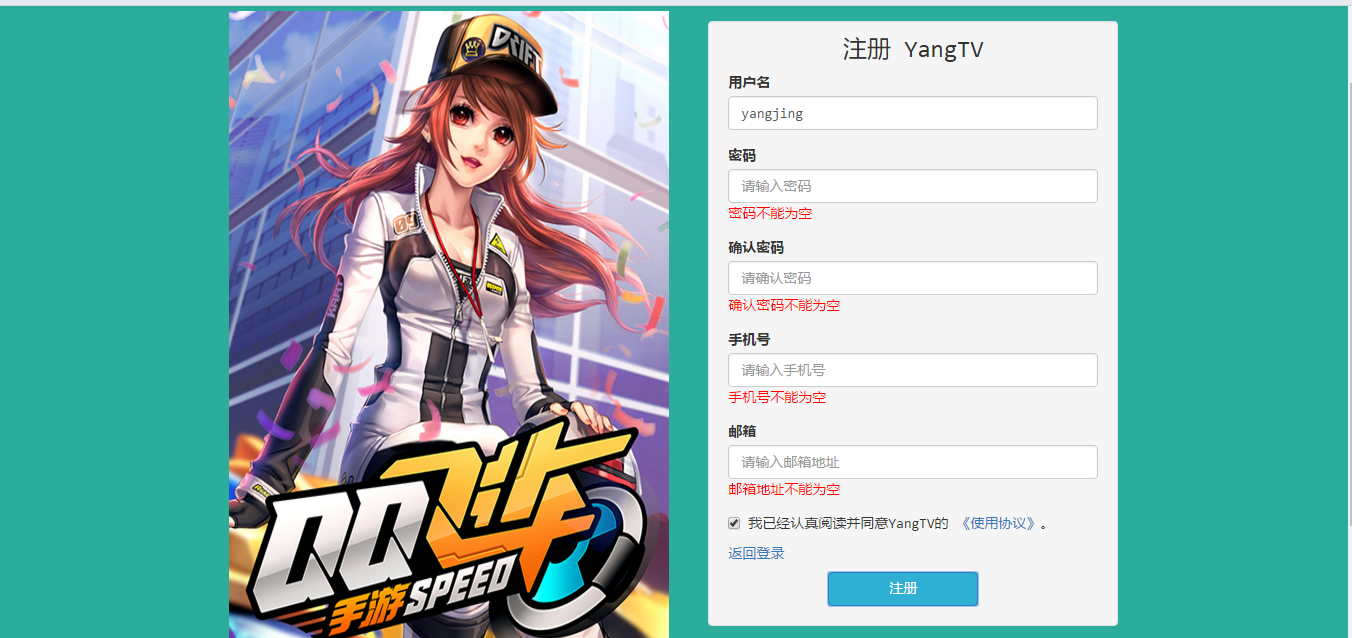 DRIFT
09
KART
QQ飞车
手游SPEED
注册 YangTV
用户名
yangjing
密码
请输入密码
密码不能为空
确认密码
请确认密码
确认密码不能为空
手机号
请输入手机号
手机号不能为空
邮箱
请输入邮箱地址
邮箱地址不能为空
我已经认真阅读并同意YangTV的 《使用协议》。
返回登录
注册